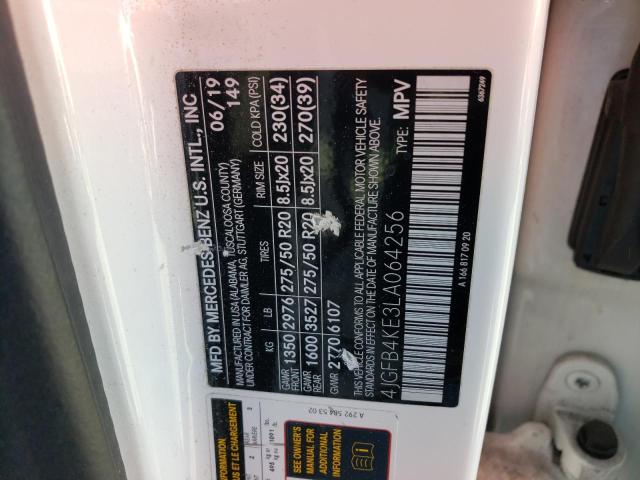 MFD BY MERCEDES-BENZ U.S. INTL., INC
MANUFACTURED IN USA (ALABAMA, TUSCALOOSA COUNTY)
UNDER CONTRACT FOR DAIMLER AG, STUTTGART (GERMANY)
06/19
149
KG LB TIRES RIM SIZE COLD KPA(PSI)
GAWR FRONT 1350 2976 275/50 R20 8.5Jx20 230(34)
GAWR REAR 1600 3527 275/50 R20 8.5Jx20 270(39)
GAWR 2770 6107
THIS VEHICLE CONFORMS TO ALL APPLICABLE FEDERAL MOTOR VEHICLE SAFETY
STANDARDS IN EFFECT ON THE DATE OF MANUFACTURE SHOWN ABOVE.
4JGFB4KE3LA064256
TYPE: MPV
A 166 817 09 20
6367249
A 292 584 53 02
SEE OWNER'S
MANUAL FOR
ADDITIONAL
INFORMATION